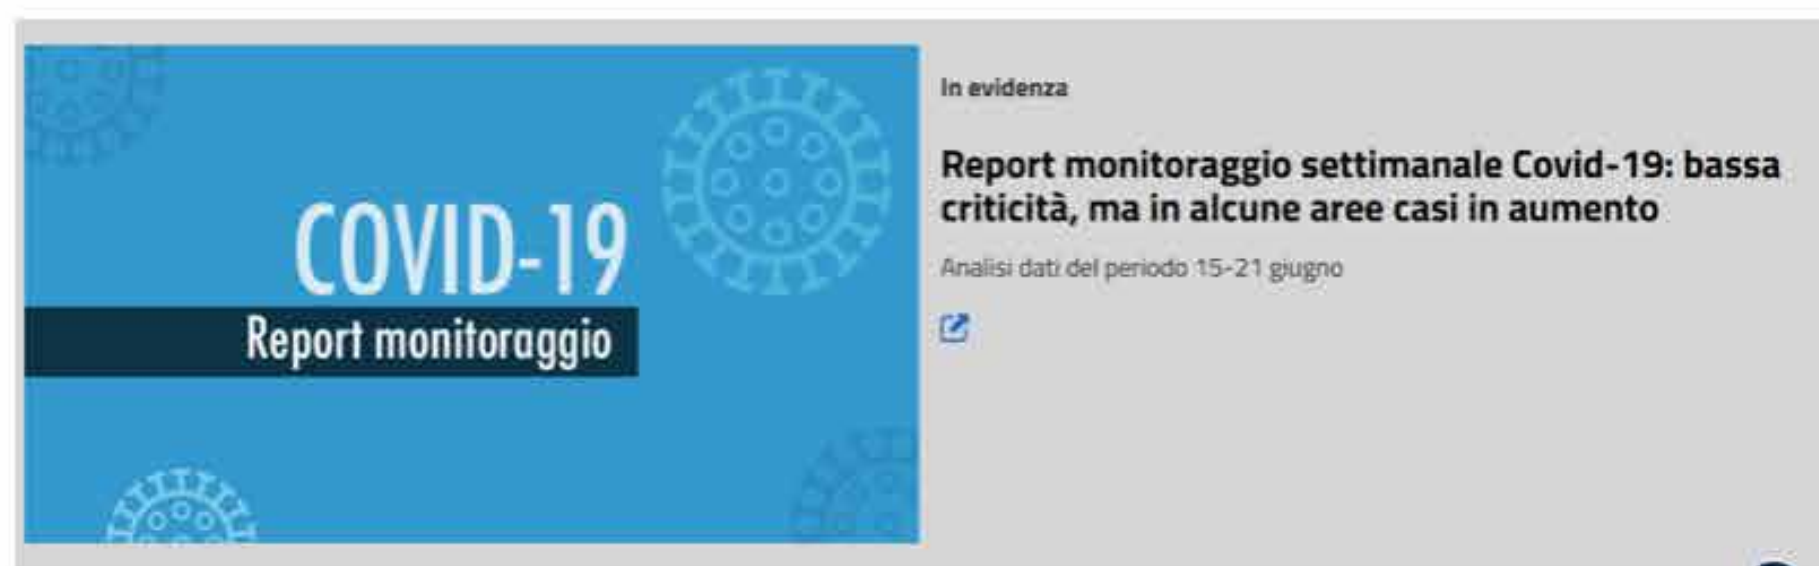 COVID-19
Report monitoraggio
In evidenza
Report monitoraggio settimanale Covid-19: bassa
criticità, ma in alcune aree casi in aumento
Analisi dati del periodo 15-21 giugno